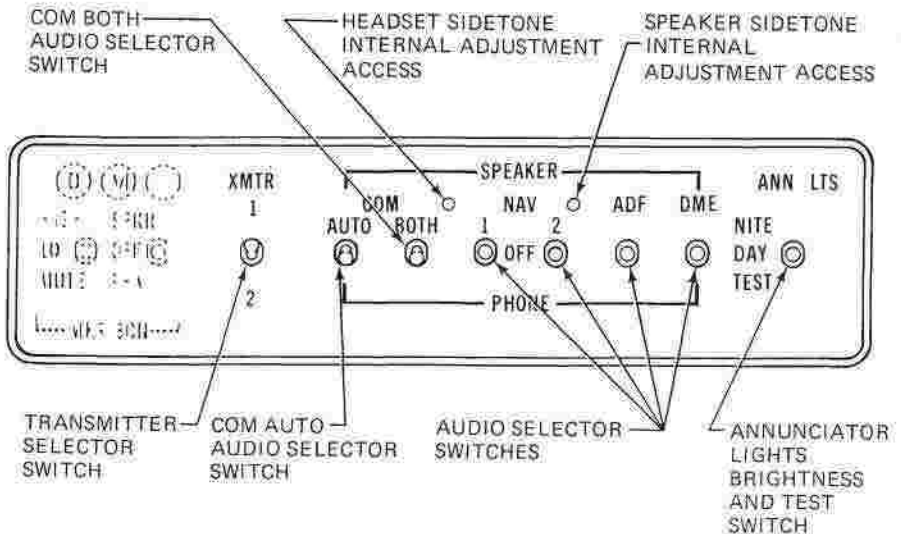 COM BOTH
AUDIO SELECTOR
SWITCH
HEADSET SIDETONE
INTERNAL ADJUSTMENT
ACCESS
SPEAKER SIDETONE
INTERNAL
ADJUSTMENT ACCESS
XMTR
1
2
SPEAKER
COM
AUTO BOTH
NAV
1 OFF 2
ADF
DME
PHONE
ANN LTS
NITE
DAY
TEST
TRANSMITTER
SELECTOR
SWITCH
COM AUTO
AUDIO SELECTOR
SWITCH
AUDIO SELECTOR
SWITCHES
ANNUNCIATOR
LIGHTS
BRIGHTNESS
AND TEST
SWITCH